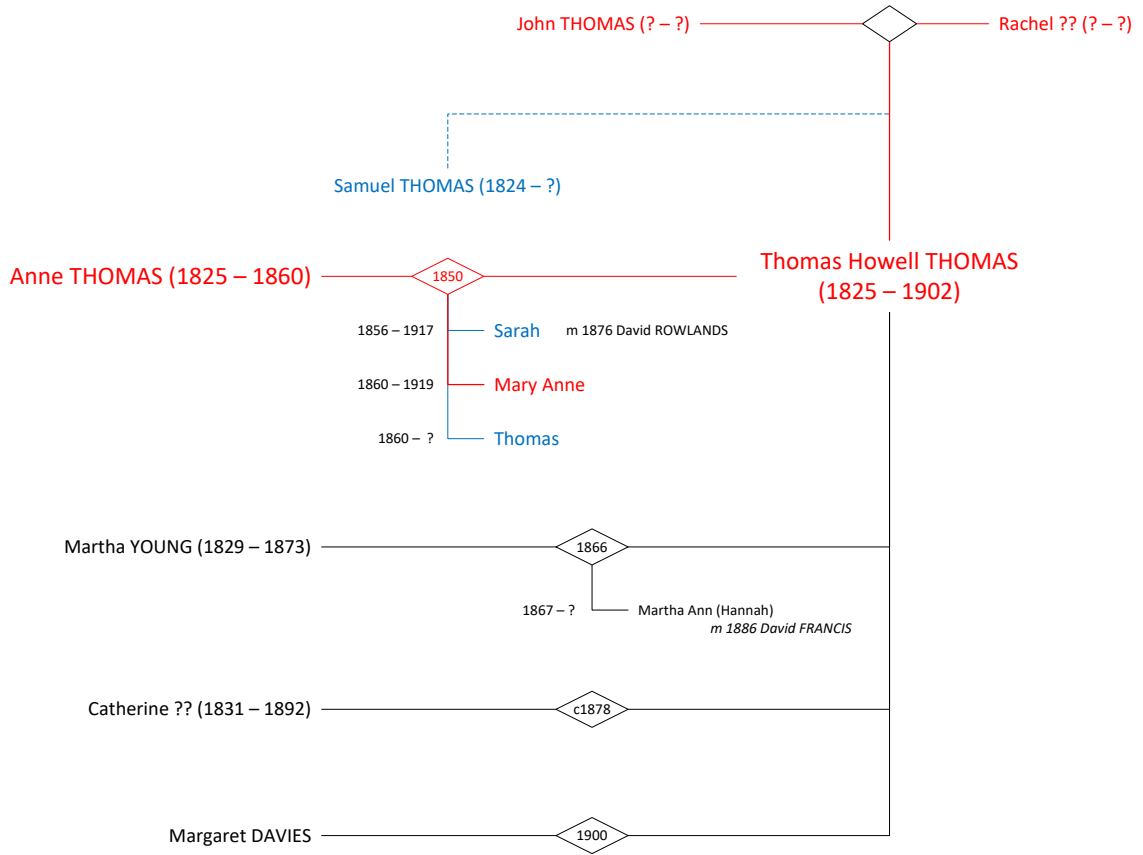 John THOMAS (? – ?)
Rachel ?? (? – ?)
Samuel THOMAS (1824 – ?)
Anne THOMAS (1825 – 1860)
1850
Thomas Howell THOMAS
(1825 – 1902)
1856 – 1917 Sarah m 1876 David ROWLANDS
1860 – 1919 Mary Anne
1860 – ? Thomas
Martha YOUNG (1829 – 1873)
1866
1867 – ? Martha Ann (Hannah)
m 1886 David FRANCIS
Catherine ?? (1831 – 1892)
c1878
Margaret DAVIES
1900